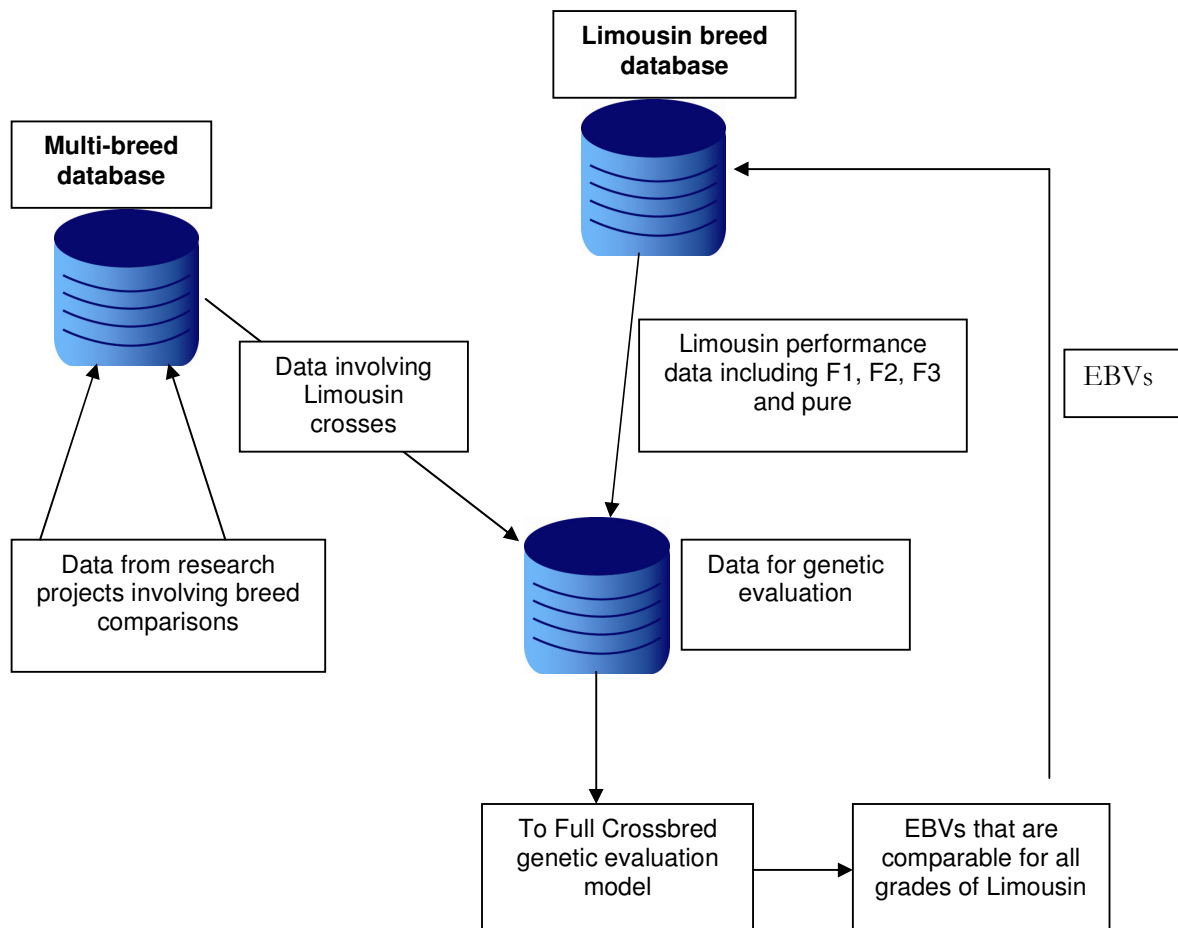 Limousin breed
database
Multi-breed
database
Data involving
Limousin
crosses
Limousin performance
data including F1, F2, F3
and pure
EBVs
Data from research
projects involving breed
comparisons
Data for genetic
evaluation
To Full Crossbred
genetic evaluation
model
EBVs that are
comparable for all
grades of Limousin